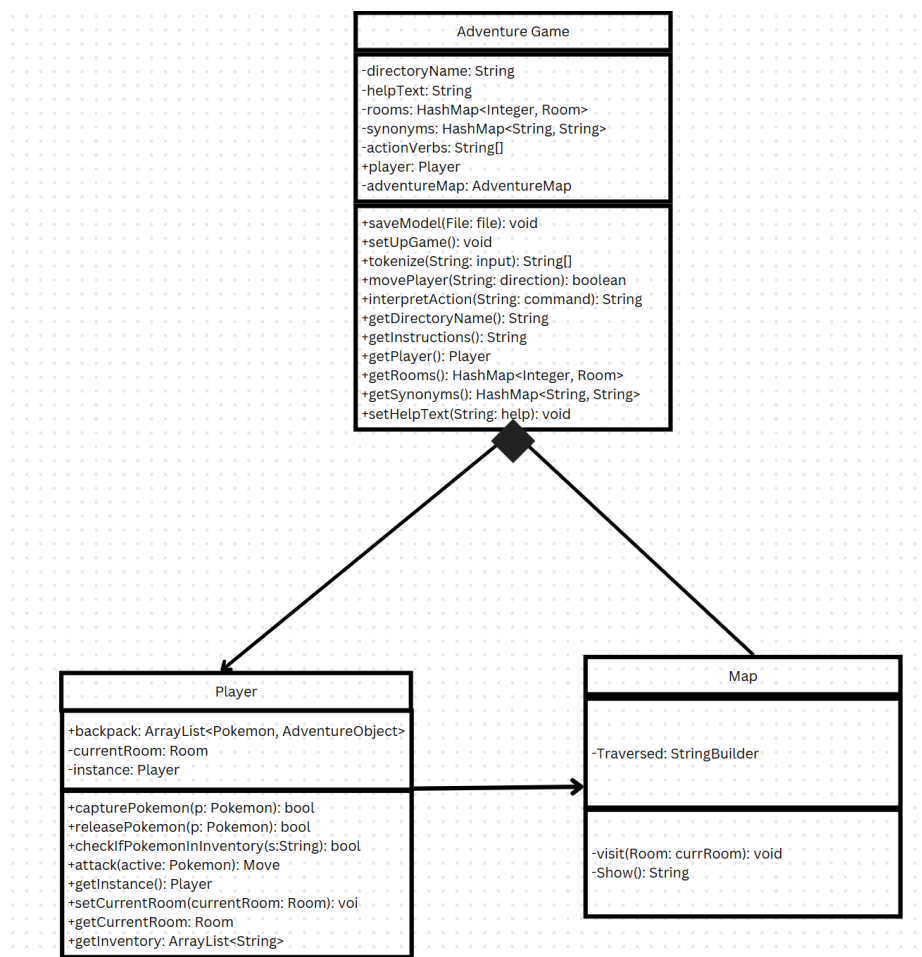 Adventure Game
-directoryName: String
-helpText: String
-rooms: HashMap<Integer, Room>
-synonyms: HashMap<String, String>
-actionVerbs: String[]
+player: Player
-adventureMap: AdventureMap
+saveModel(File: file): void
+setUpGame(): void
+tokenize(String: input): String[]
+movePlayer(String: direction): boolean
+interpretAction(String: command): String
+getDirectoryName(): String
+getInstructions(): String
+getPlayer(): Player
+getRooms(): HashMap<Integer, Room>
+getSynonyms(): HashMap<String, String>
+setHelpText(String: help): void
Player
+backpack: ArrayList<Pokemon, AdventureObject>
-currentRoom: Room
-instance: Player
+capturePokemon(p: Pokemon): bool
+releasePokemon(p: Pokemon): bool
+checkIfPokemonInInventory(s:String): bool
+attack(active: Pokemon): Move
+getInstance(): Player
+setCurrentRoom(currentRoom: Room): voi
+getCurrentRoom: Room
+getInventory: ArrayList<String>
Map
-Traversed: StringBuilder
-visit(Room: currRoom): void
-Show(): String